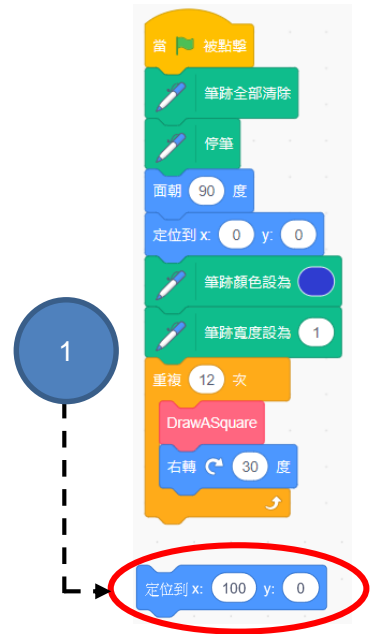 當 被點擊
筆跡全部清除
停筆
面朝 90 度
定位到 x: 0 y: 0
筆跡顏色設為
筆跡寬度設為 1
1
重複 12 次
DrawASquare
右轉 30 度
定位到 x: 100 y: 0